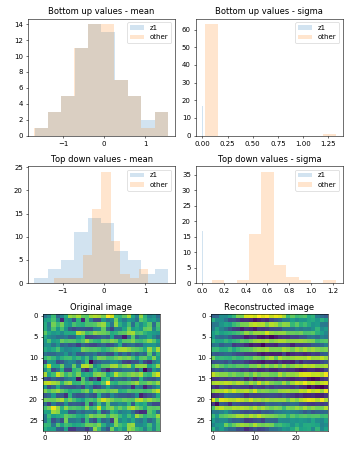 Bottom up values - mean
z1
other
14
12
10
8
6
4
2
0
−1
0
1
Bottom up values - sigma
z1
other
60
50
40
30
20
10
0
0.00 0.25 0.50 0.75 1.00 1.25
Top down values - mean
z1
other
25
20
15
10
5
0
−1
0
1
Top down values - sigma
z1
other
35
30
25
20
15
10
5
0
0.0 0.2 0.4 0.6 0.8 1.0 1.2
Original image
0
5
10
15
20
25
0 10 20
Reconstructed image
0
5
10
15
20
25
0 10 20